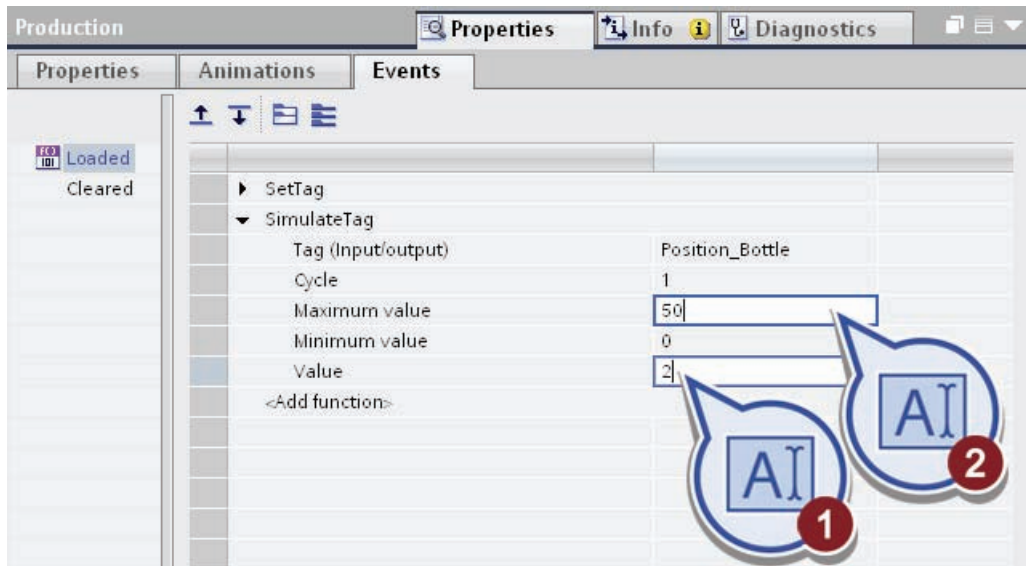 Production Properties Info Diagnostics
Properties Animations Events
Loaded
Cleared
SetTag
SimulateTag
Tag (Input/output) Position_Bottle
Cycle 1
Maximum value 50
Minimum value 0
Value 2
<Add function>
AI 2
AI 1